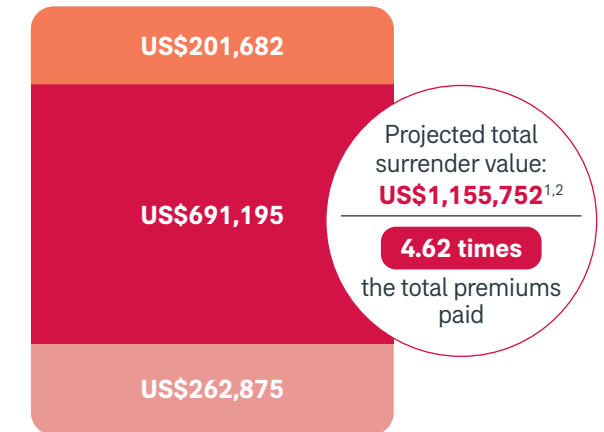 US$201,682
US$691,195
US$262,875
Projected total
surrender value:
US$1,155,752¹,²
4.62 times
the total premiums
paid